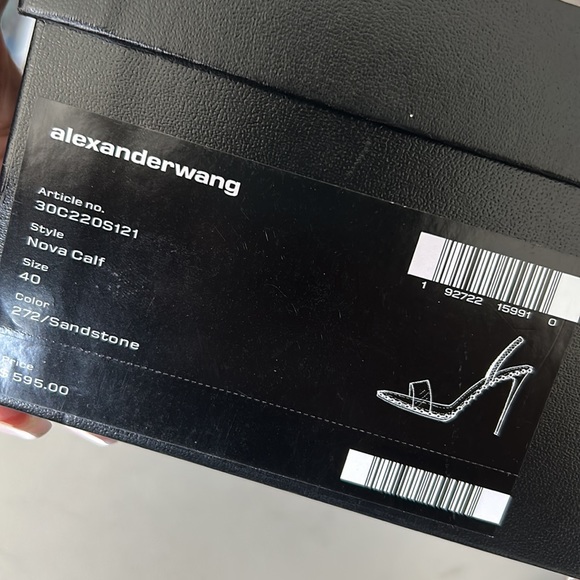 alexanderwang
Article no.
30C220S121
Style
Nova Calf
Size
40
Color
272/Sandstone
Price
$ 595.00
1 92722 15991 0